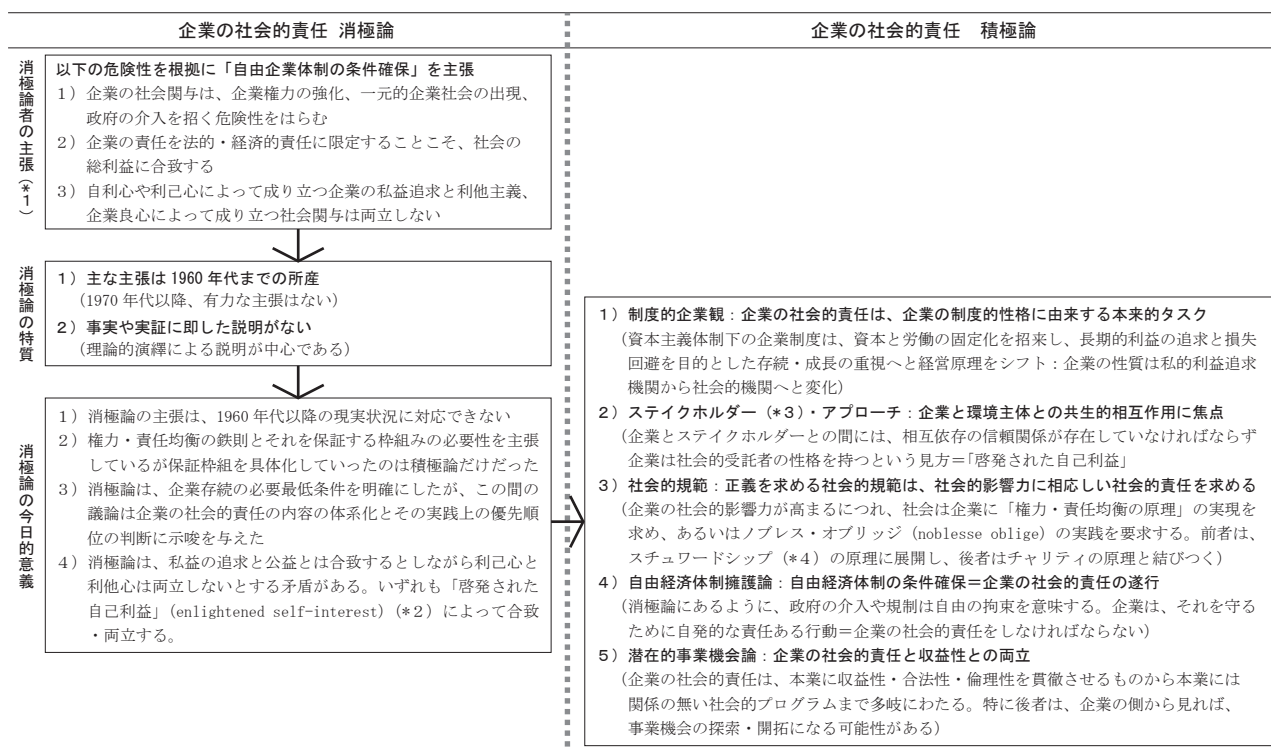 企業の社会的責任 消極論
消極論者の主張(*1)
以下の危険性を根拠に「自由企業体制の条件確保」を主張
1)企業の社会関与は、企業権力の強化、一元的企業社会の出現、
政府の介入を招く危険性をはらむ
2)企業の責任を法的・経済的責任に限定することこそ、社会の
総利益に合致する
3)自利心や利己心によって成り立つ企業の私益追求と利他主義、
企業良心によって成り立つ社会関与は両立しない
消極論の特質
1)主な主張は1960年代までの所産
(1970年代以降、有力な主張はない)
2)事実や実証に即した説明がない
(理論的演繹による説明が中心である)
消極論の今日的意義
1)消極論の主張は、1960年代以降の現実状況に対応できない
2)権力・責任均衡の鉄則とそれを保証する枠組みの必要性を主張
しているが保証枠組を具体化していったのは積極論だけだった
3)消極論は、企業存続の必要最低条件を明確にしたが、この間の
議論は企業の社会的責任の内容の体系化とその実践上の優先順
位の判断に示唆を与えた
4)消極論は、私益の追求と公益とは合致するとしながら利己心と
利他心は両立しないとする矛盾がある。いずれも「啓発された
自己利益」(enlightened self-interest)(*2)によって合致
・両立する。
企業の社会的責任 積極論
1)制度的企業観:企業の社会的責任は、企業の制度的性格に由来する本来的タスク
(資本主義体制下の企業制度は、資本と労働の固定化を招来し、長期的利益の追求と損失
回避を目的とした存続・成長の重視へと経営原理をシフト:企業の性質は私的利益追求
機関から社会的機関へと変化)
2)ステイクホルダー(*3)・アプローチ:企業と環境主体との共生的相互作用に焦点
(企業とステイクホルダーとの間には、相互依存の信頼関係が存在していなければならず
企業は社会的受託者の性格を持つという見方=「啓発された自己利益」
3)社会的規範:正義を求める社会的規範は、社会的影響力に相応しい社会的責任を求める
(企業の社会的影響力が高まるにつれ、社会は企業に「権力・責任均衡の原理」の実現を
求め、あるいはノブレス・オブリッジ(noblesse oblige)の実践を要求する。前者は、
スチュワードシップ(*4)の原理に展開し、後者はチャリティの原理と結びつく)
4)自由経済体制擁護論:自由経済体制の条件確保=企業の社会的責任の遂行
(消極論にあるように、政府の介入や規制は自由の拘束を意味する。企業は、それを守る
ために自発的な責任ある行動=企業の社会的責任をしなければならない)
5)潜在的事業機会論:企業の社会的責任と収益性との両立
(企業の社会的責任は、本業に収益性・合法性・倫理性を貫徹させるものから本業には
関係の無い社会的プログラムまで多岐にわたる。特に後者は、企業の側から見れば、
事業機会の探索・開拓になる可能性がある)